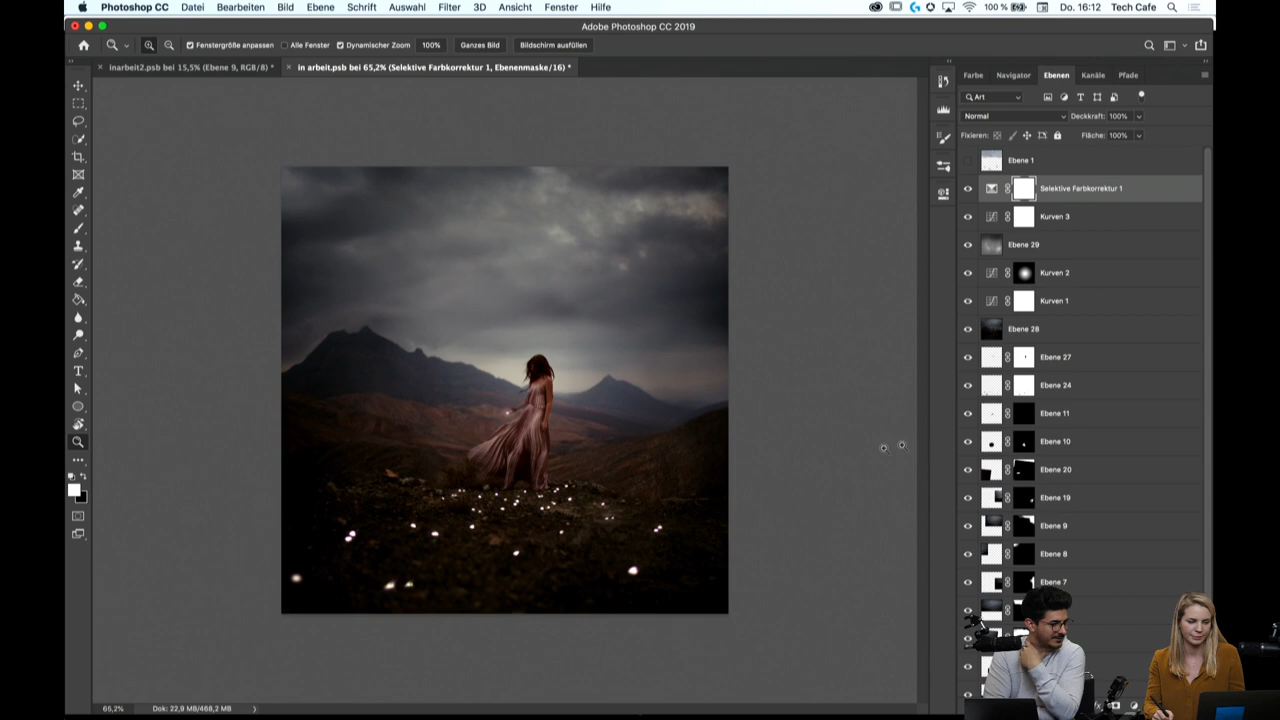 Photoshop CC Datei Bearbeiten Bild Ebene Schrift Auswahl Filter 3D Ansicht Fenster Hilfe 100 % Do. 16:12 Tech Cafe
Adobe Photoshop CC 2019
Fenstergröße anpassen Alle Fenster Dynamischer Zoom 100% Ganzes Bild Bildschirm ausfüllen
inarbeit2.psb bei 15,5% (Ebene 9, RGB/8) * in arbeit.psb bei 65,2% (Selektive Farbkorrektur 1, Ebenenmaske/16) *
Farbe Navigator Ebenen Kanäle Pfade
Art
Normal Deckkraft: 100%
Fixieren: Fläche: 100%
Ebene 1
Selektive Farbkorrektur 1
Kurven 3
Ebene 29
Kurven 2
Kurven 1
Ebene 28
Ebene 27
Ebene 24
Ebene 11
Ebene 10
Ebene 20
Ebene 19
Ebene 9
Ebene 8
Ebene 7
65,2% Dok: 22,9 MB/468,2 MB